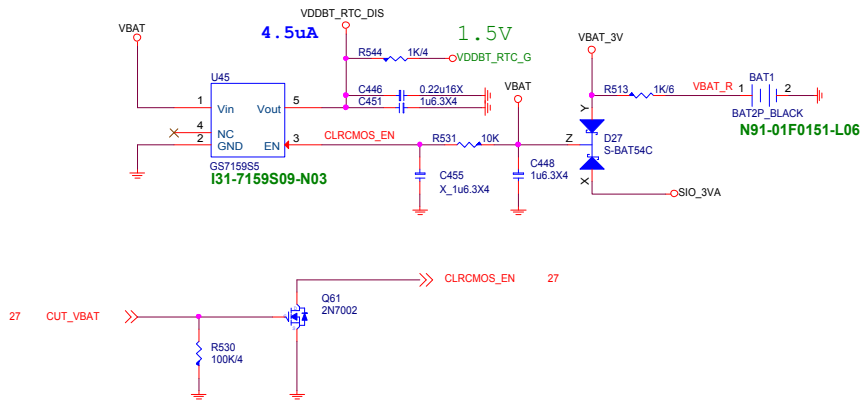 VDDBT_RTC_DIS
VBAT
4.5uA
1.5V
VBAT_3V
R544
1K/4
VDDBT_RTC_G
U45
C446
0.22u16X
C451
1u6.3X4
VBAT
R513
1K/6
VBAT_R
BAT1
1
2
BAT2P_BLACK
N91-01F0151-L06
1
Vin
Vout
5
4
NC
2
GND
EN
3
CLRCMOS_EN
R531
10K
Y
Z
D27
S-BAT54C
X
GS7159S5
I31-7159S09-N03
C455
X_1u6.3X4
C448
1u6.3X4
SIO_3VA
CLRCMOS_EN
27
27
CUT_VBAT
Q61
2N7002
R530
100K/4